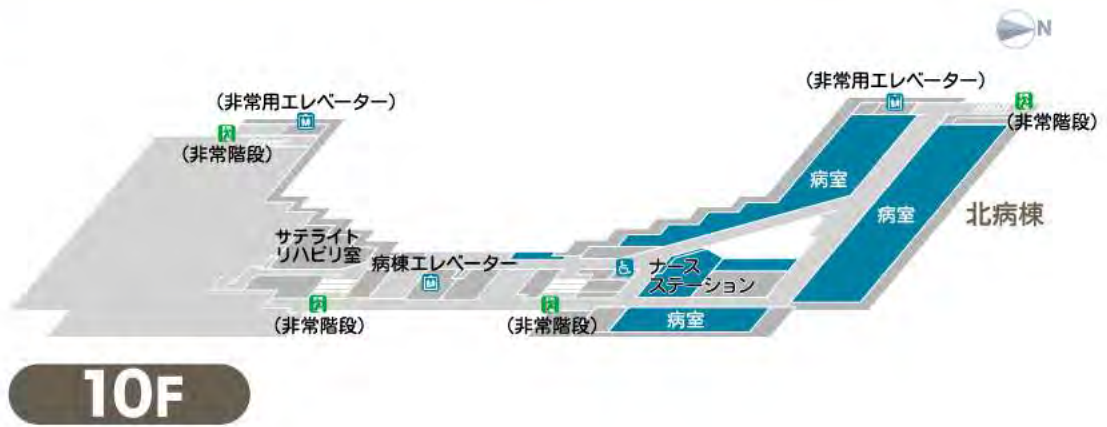 N
(非常用エレベーター)
(非常用エレベーター)
(非常階段)
(非常階段)
病室
病室
北病棟
サテライト
リハビリ室
病棟エレベーター
ナース
ステーション
(非常階段)
(非常階段)
病室
10F